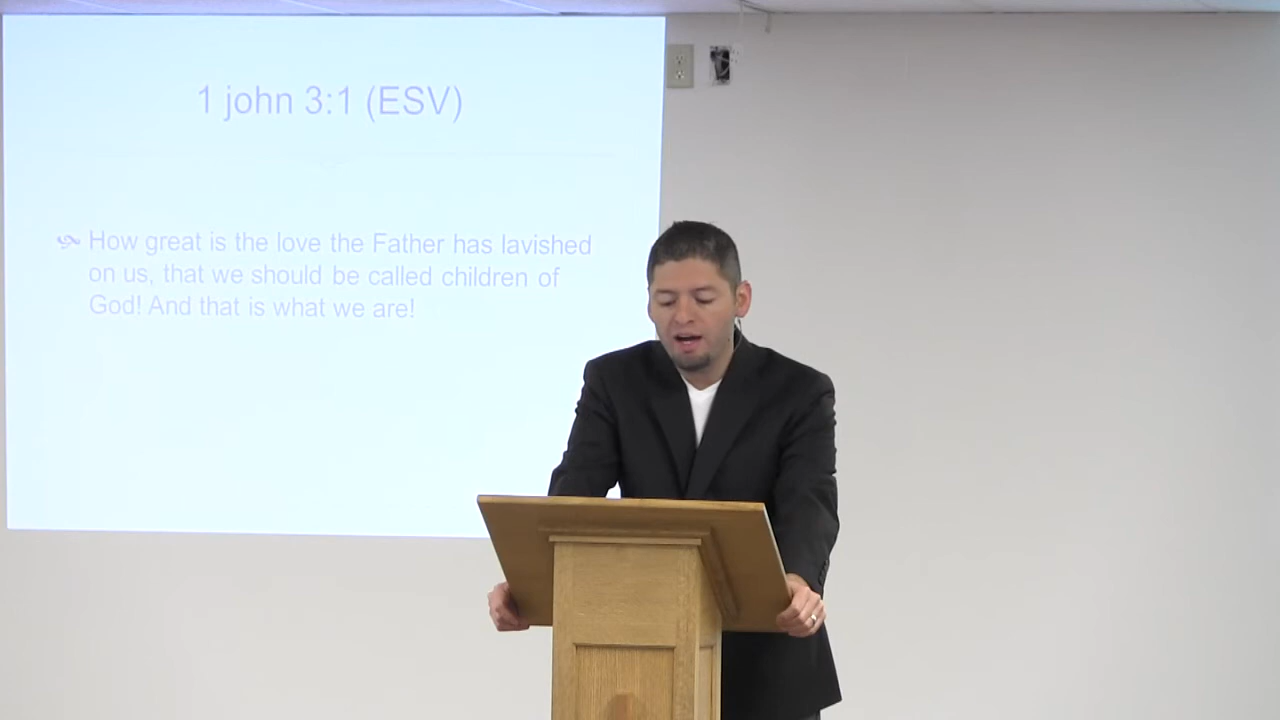 1 john 3:1 (ESV)
How great is the love the Father has lavished
on us, that we should be called children of
God! And that is what we are!